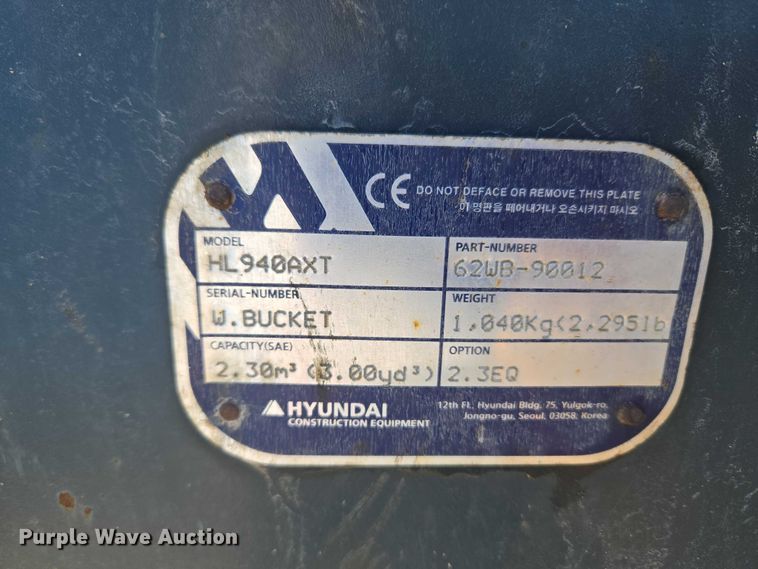 CE DO NOT DEFACE OR REMOVE THIS PLATE
이 명판을 떼어내거나 오손시키지 마시오
MODEL
HL940AXT
PART-NUMBER
62WB-90012
SERIAL-NUMBER
W.BUCKET
WEIGHT
1,040Kg(2,295lb
CAPACITY(SAE)
2.30m³ (3.00yd³)
OPTION
2.3EQ
HYUNDAI
CONSTRUCTION EQUIPMENT
12th Fl., Hyundai Bldg. 75, Yulgok-ro,
Jongno-gu, Seoul, 03058, Korea
Purple Wave Auction